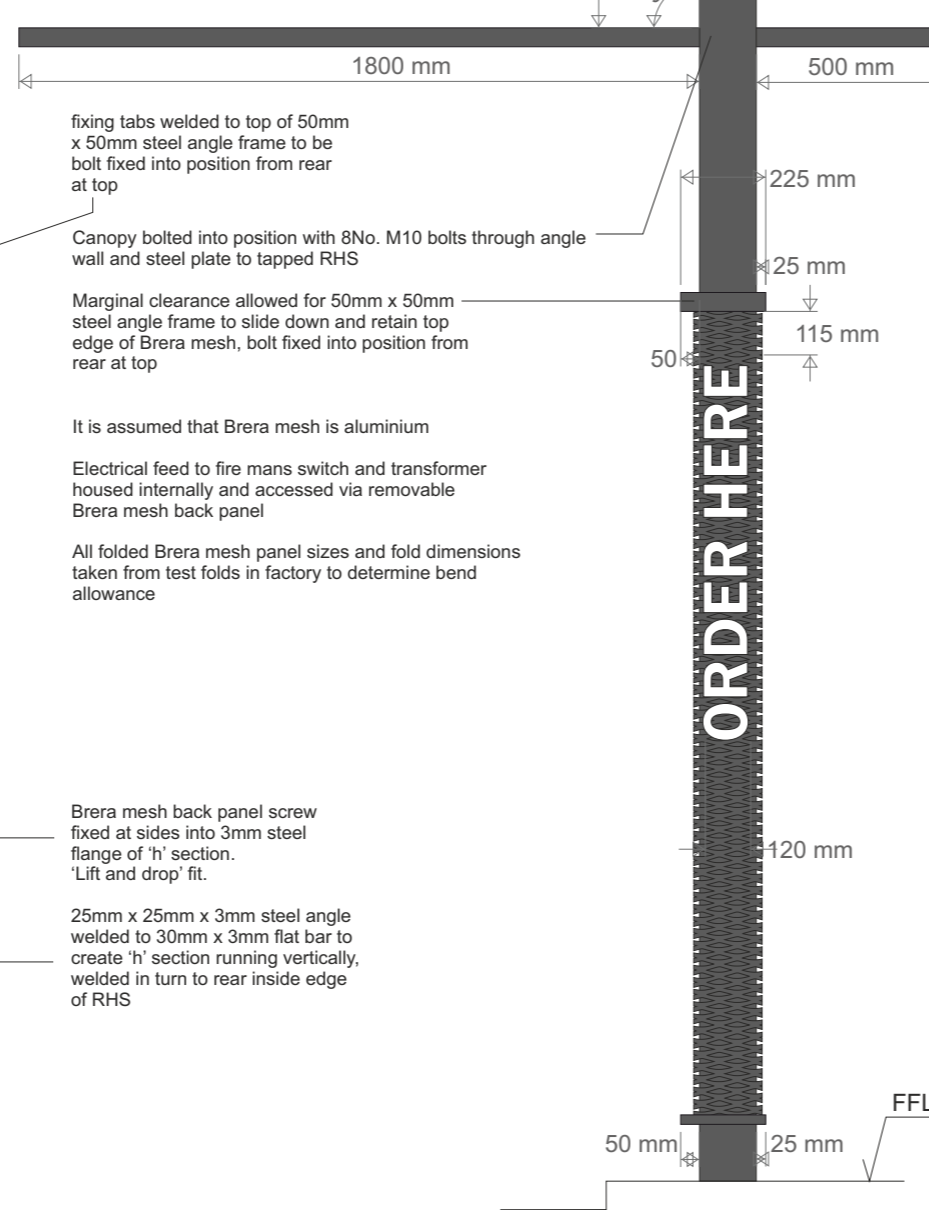 1800 mm
500 mm
fixing tabs welded to top of 50mm
x 50mm steel angle frame to be
bolt fixed into position from rear
at top
225 mm
Canopy bolted into position with 8No. M10 bolts through angle
wall and steel plate to tapped RHS
25 mm
Marginal clearance allowed for 50mm x 50mm
steel angle frame to slide down and retain top
edge of Brera mesh, bolt fixed into position from
rear at top
115 mm
50
ORDER HERE
It is assumed that Brera mesh is aluminium
Electrical feed to fire mans switch and transformer
housed internally and accessed via removable
Brera mesh back panel
All folded Brera mesh panel sizes and fold dimensions
taken from test folds in factory to determine bend
allowance
Brera mesh back panel screw
fixed at sides into 3mm steel
flange of ‘h’ section.
‘Lift and drop’ fit.
120 mm
25mm x 25mm x 3mm steel angle
welded to 30mm x 3mm flat bar to
create ‘h’ section running vertically,
welded in turn to rear inside edge
of RHS
FFL
50 mm
25 mm